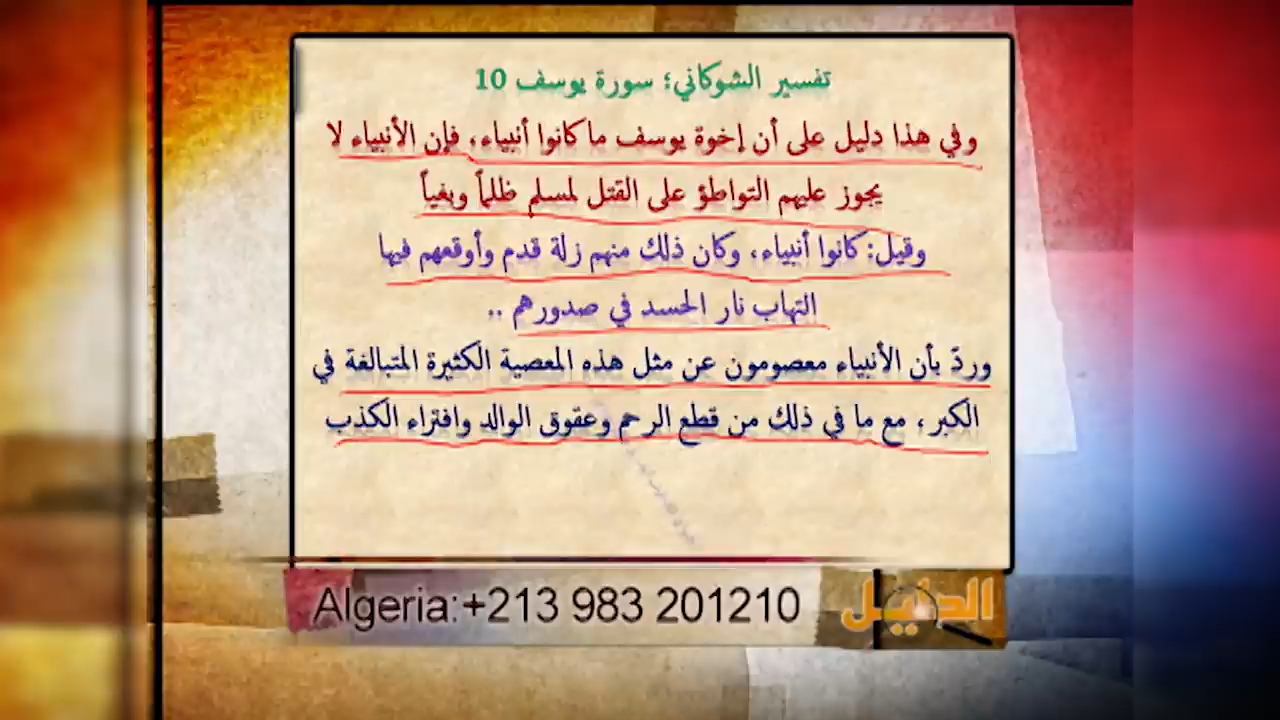 تفسير الشوكاني؛ سورة يوسف 10
وفي هذا دليل على أن إخوة يوسف ما كانوا أنبياء، فإن الأنبياء لا
يجوز عليهم التواطؤ على القتل لمسلم ظلماً وبغياً
وقيل: كانوا أنبياء، وكان ذلك منهم زلة قدم وأوقعهم فيها
التهاب نار الحسد في صدورهم ..
وردّ بأن الأنبياء معصومون عن مثل هذه المعصية الكثيرة المتبالغة في
الكبر، مع ما في ذلك من قطع الرحم وعقوق الوالد وافتراء الكذب
Algeria:+213 983 201210
الدليل